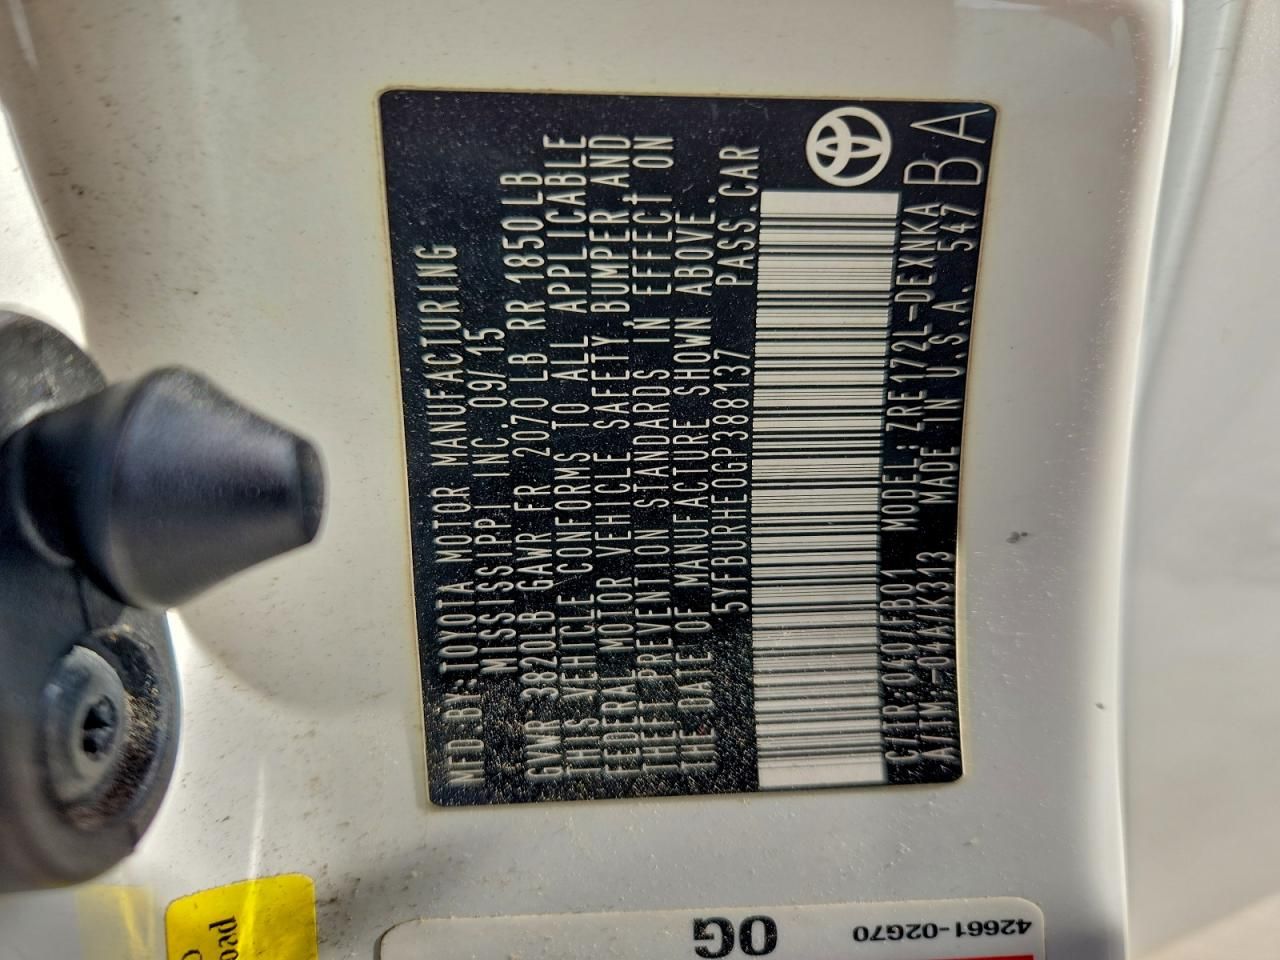 MFD. BY: TOYOTA MOTOR MANUFACTURING
MISSISSIPPI INC. 09/15
GVWR 3820LB GAWR FR 2070 LB RR 1850 LB
THIS VEHICLE CONFORMS TO ALL APPLICABLE
FEDERAL MOTOR VEHICLE SAFETY, BUMPER, AND
THEFT PREVENTION STANDARDS IN EFFECT ON
THE DATE OF MANUFACTURE SHOWN ABOVE.
5YFBURHE0GP388137 PASS. CAR
C/TR: 040/FB01 MODEL: ZRE172L-DEXNKA
A/TM: -04A/K313 MADE IN U.S.A. 547 BA
42661-02G70
0G